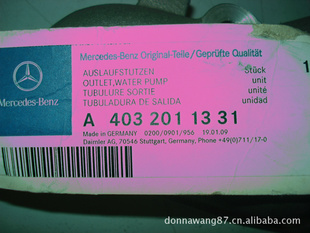 Mercedes-Benz Original-Teile/Geprüfte Qualität
AUSLAUFSTUTZEN Stück 1
OUTLET,WATER PUMP unit
TUBULURE SORTIE unité
TUBULADURA DE SALIDA unidad
Mercedes-Benz
A 403 201 13 31
Made in GERMANY 0200/0901/956 19.01.09
Daimler AG, 70546 Stuttgart, Germany, Phone +49(0)711/17-0
donnawang87.cn.alibaba.com